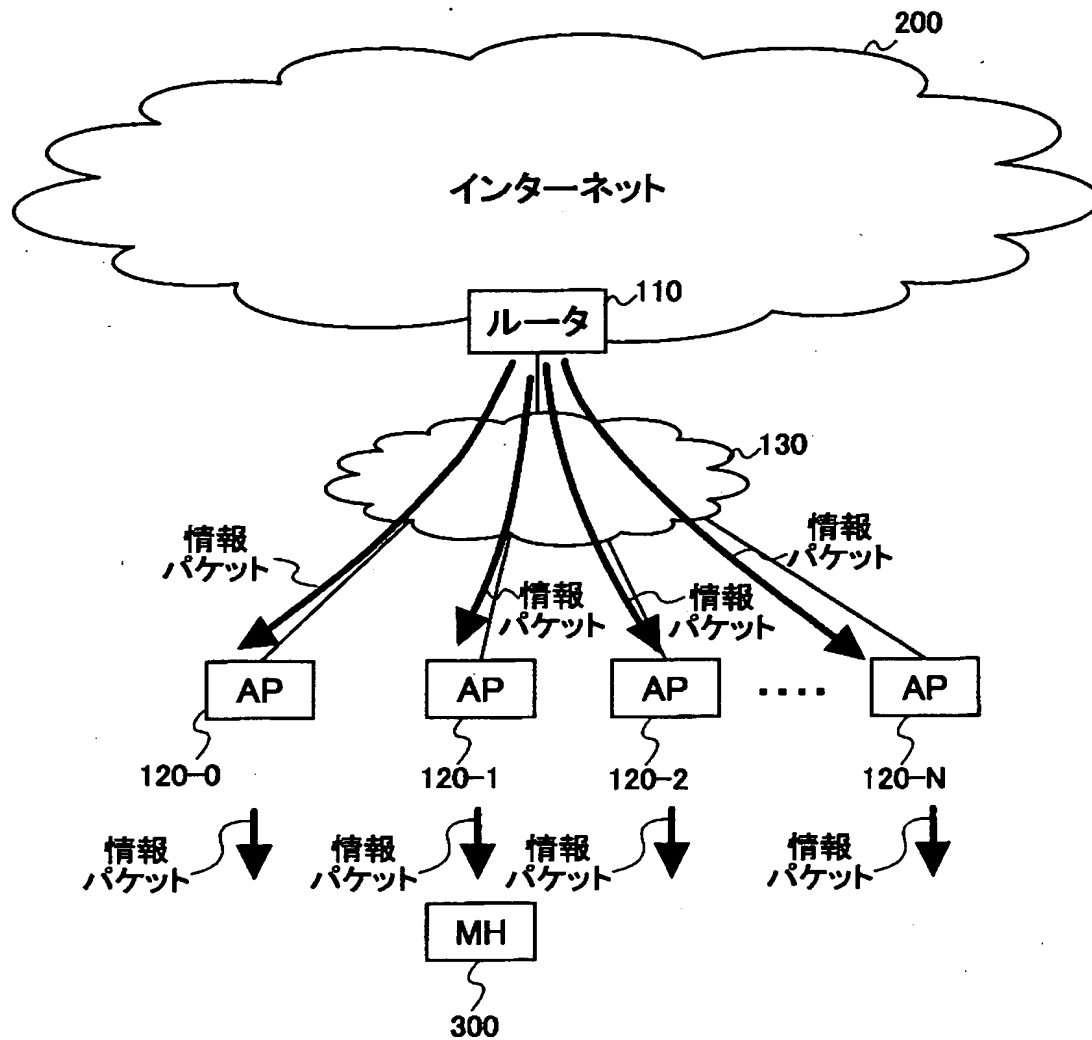 200
インターネット
110
ルータ
130
情報
パケット
情報
パケット
情報
パケット
情報
パケット
AP
AP
AP
····
AP
120-0
120-1
120-2
120-N
情報
パケット
情報
パケット
情報
パケット
情報
パケット
MH
300